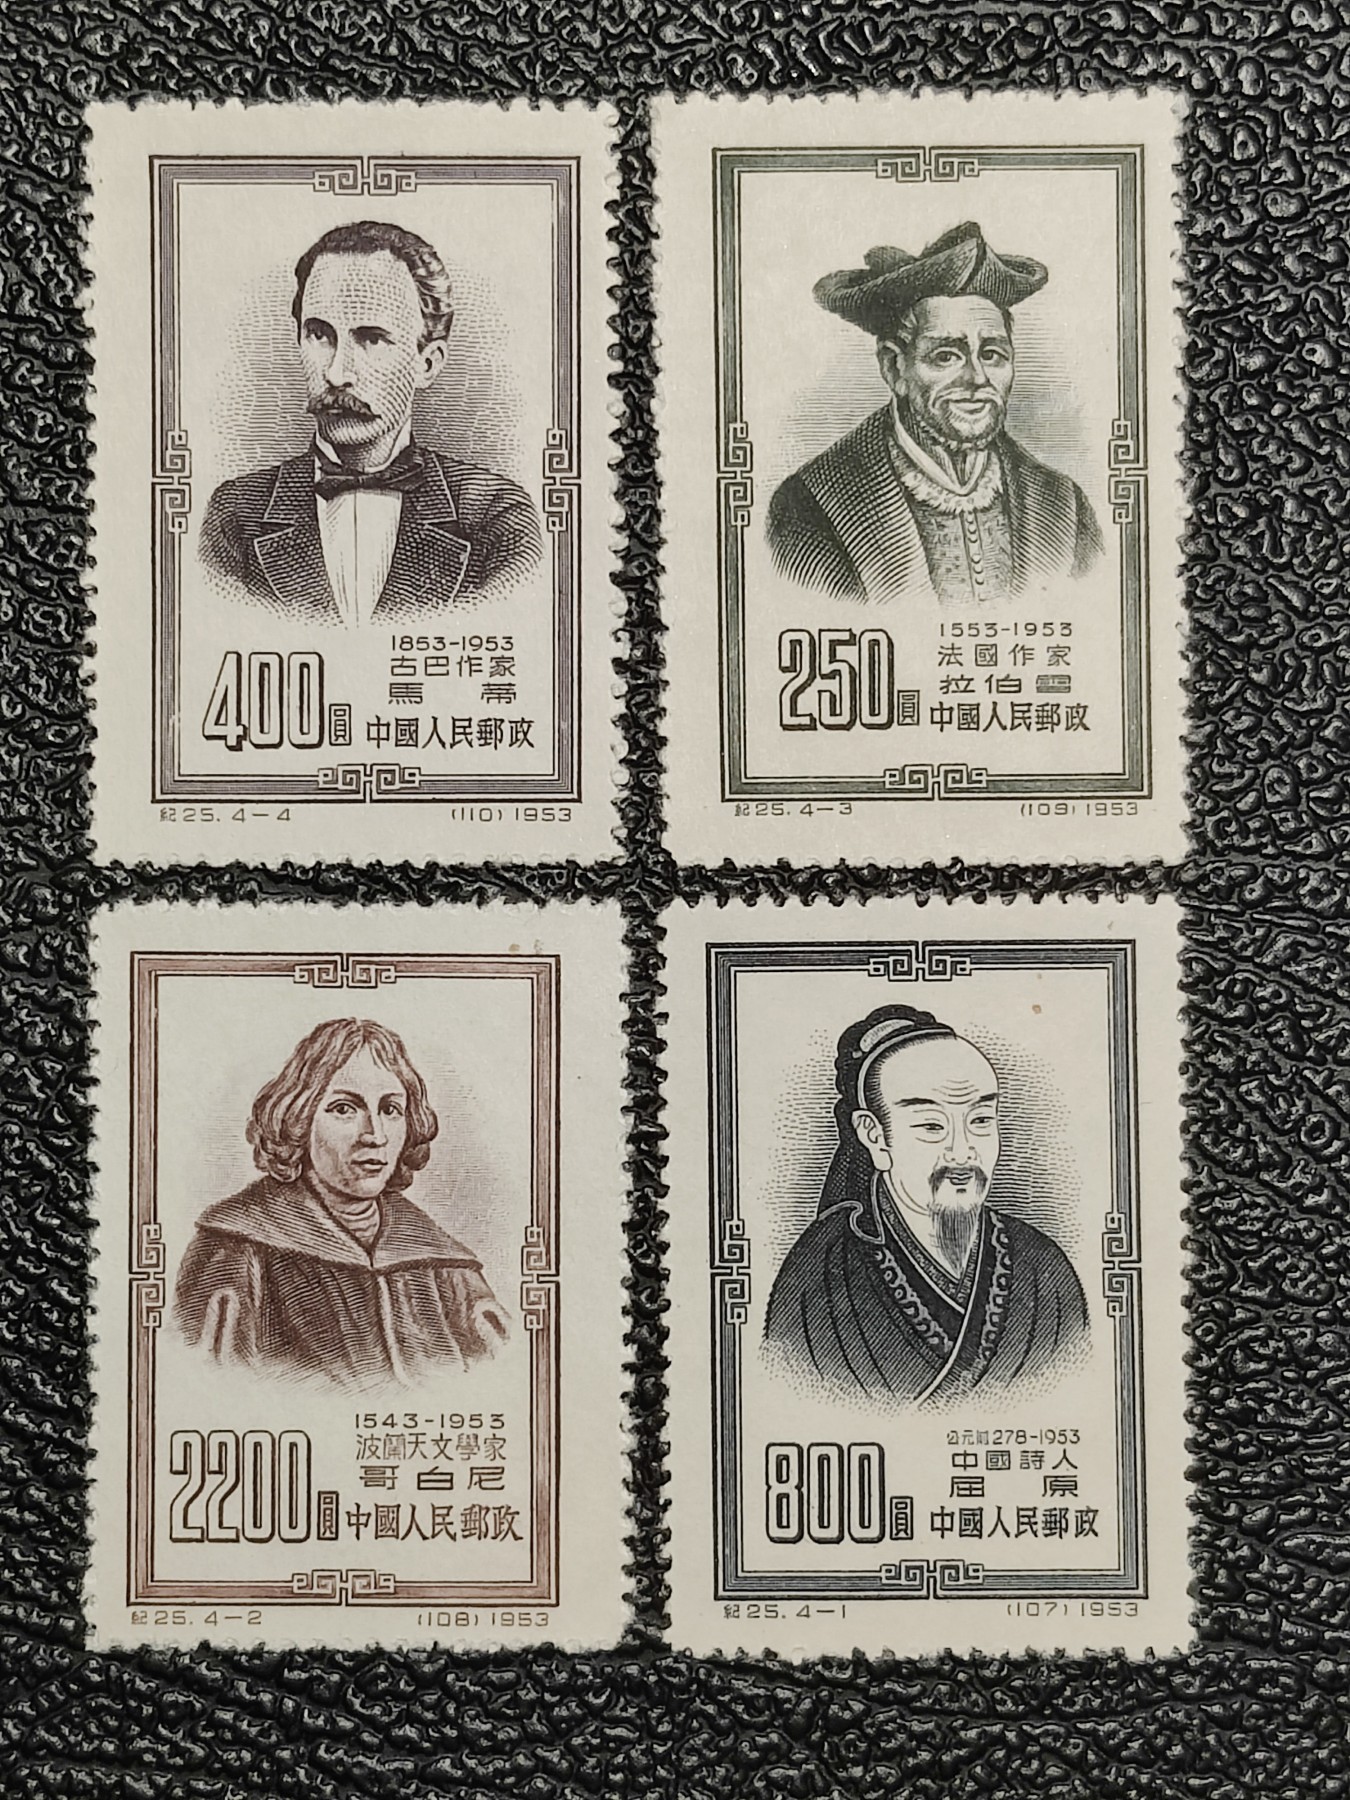 1853-1953
古巴作家
馬蒂
400圓 中國人民郵政
紀25.4-4 (110)1953
1553-1953
法國作家
拉伯雷
250圓 中國人民郵政
紀25.4-3 (109)1953
1543-1953
波蘭天文學家
哥白尼
2200圓 中國人民郵政
紀25.4-2 (108)1953
公元前278-1953
中國詩人
屈原
800圓 中國人民郵政
紀25.4-1 (107)1953